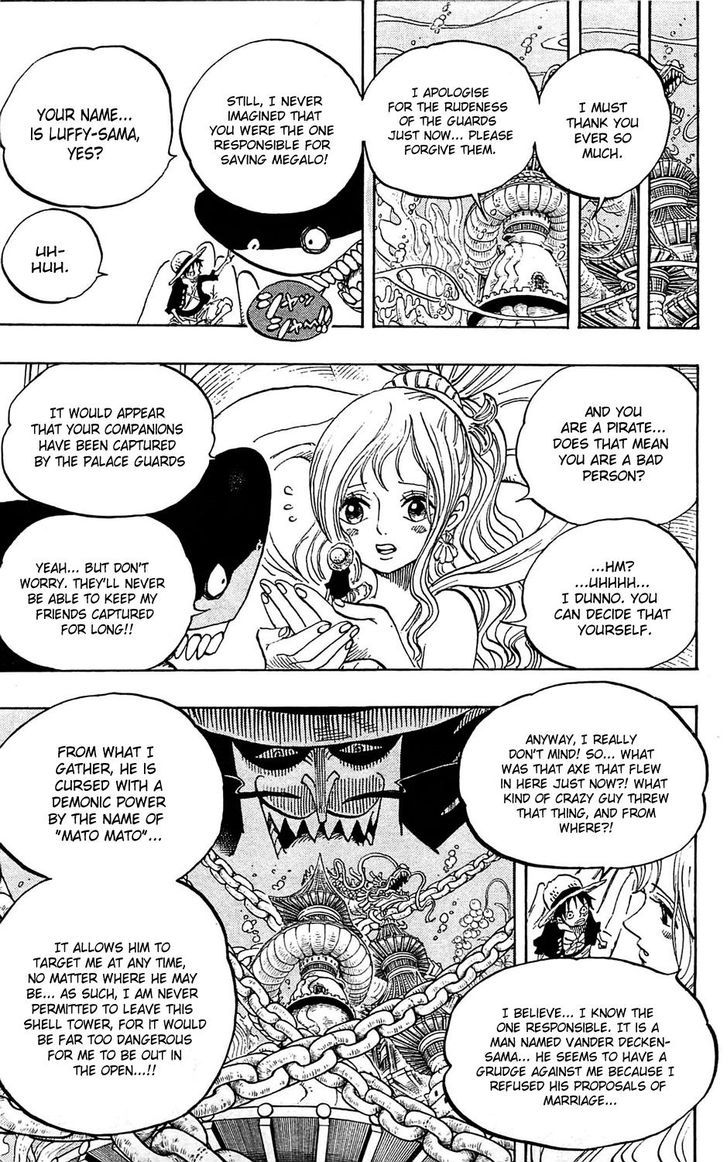 I MUST
THANK YOU
EVER SO
MUCH.
I APOLOGISE
FOR THE RUDENESS
OF THE GUARDS
JUST NOW... PLEASE
FORGIVE THEM.
STILL, I NEVER
IMAGINED THAT
YOU WERE THE ONE
RESPONSIBLE FOR
SAVING MEGALO!
シャッ
シャー!!
YOUR NAME...
IS LUFFY-SAMA,
YES?
UH-
HUH.
AND YOU
ARE A PIRATE...
DOES THAT MEAN
YOU ARE A BAD
PERSON?
...HM?
...UHHHH...
I DUNNO. YOU
CAN DECIDE THAT
YOURSELF.
IT WOULD APPEAR
THAT YOUR COMPANIONS
HAVE BEEN CAPTURED
BY THE PALACE GUARDS
YEAH... BUT DON'T
WORRY. THEY'LL NEVER
BE ABLE TO KEEP MY
FRIENDS CAPTURED
FOR LONG!!
ANYWAY, I REALLY
DON'T MIND! SO... WHAT
WAS THAT AXE THAT FLEW
IN HERE JUST NOW?! WHAT
KIND OF CRAZY GUY THREW
THAT THING, AND FROM
WHERE?!
I BELIEVE... I KNOW THE
ONE RESPONSIBLE. IT IS A
MAN NAMED VANDER DECKEN-
SAMA... HE SEEMS TO HAVE A
GRUDGE AGAINST ME BECAUSE I
REFUSED HIS PROPOSALS OF
MARRIAGE...
FROM WHAT I
GATHER, HE IS
CURSED WITH A
DEMONIC POWER
BY THE NAME OF
"MATO MATO"...
IT ALLOWS HIM TO
TARGET ME AT ANY TIME,
NO MATTER WHERE HE MAY
BE... AS SUCH, I AM NEVER
PERMITTED TO LEAVE THIS
SHELL TOWER, FOR IT WOULD
BE FAR TOO DANGEROUS
FOR ME TO BE OUT IN
THE OPEN...!!